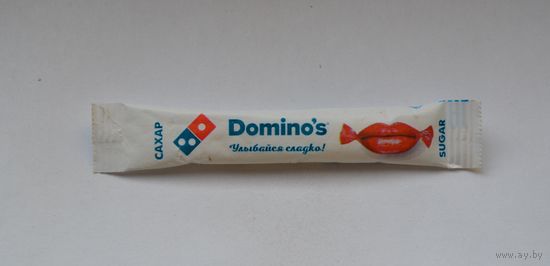 САХАР
Domino's
Улыбайся сладко!
SUGAR
www.ay.by